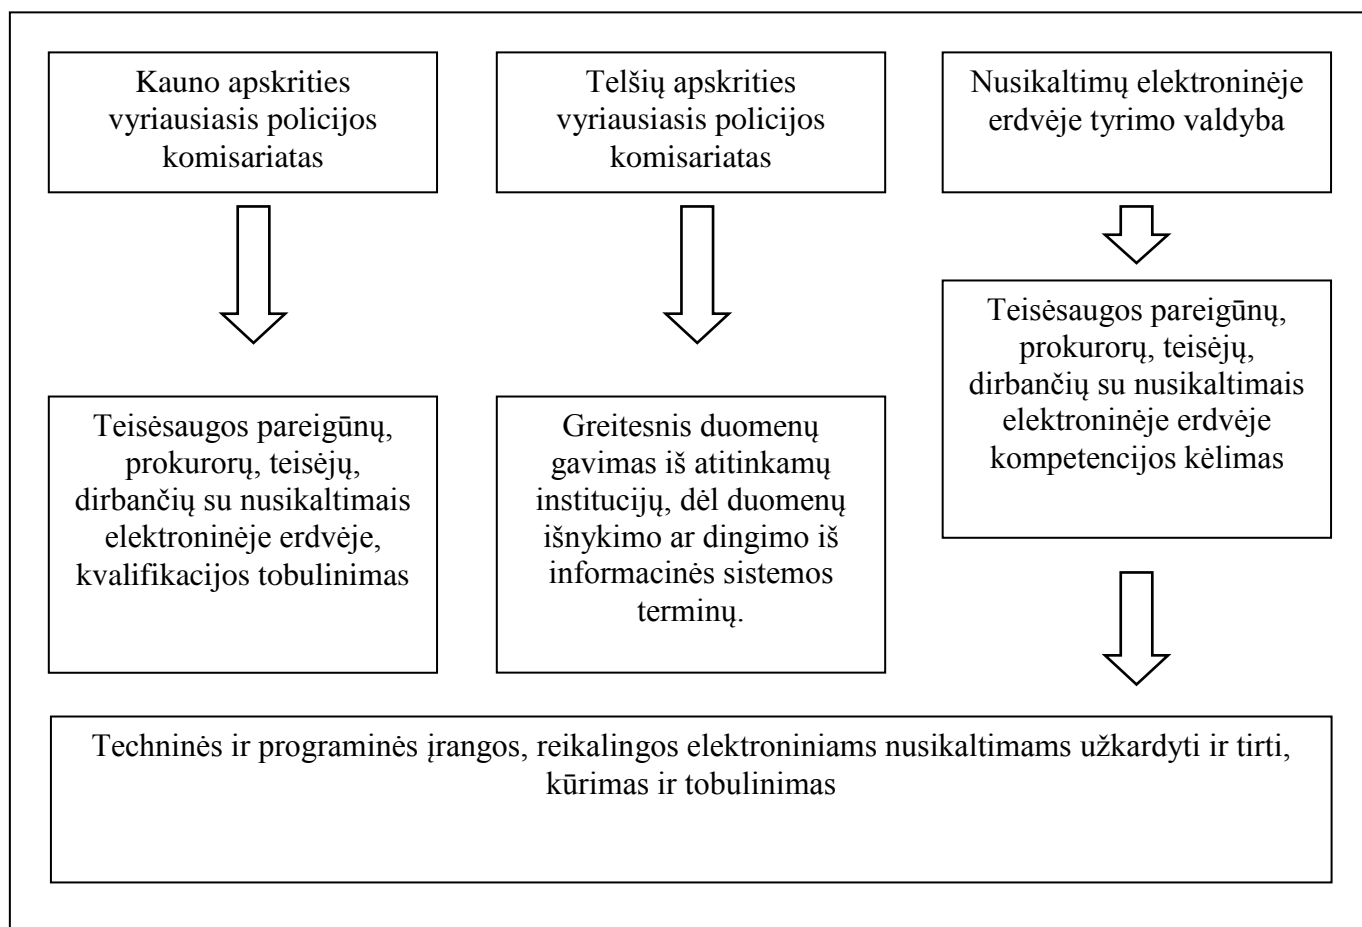 Kauno apskrities
vyriausiasis policijos
komisariatas
Telšių apskrities
vyriausiasis policijos
komisariatas
Nusikaltimų elektroninėje
erdvėje tyrimo valdyba
Teisėsaugos pareigūnų,
prokurorų, teisėjų,
dirbančių su nusikaltimais
elektroninėje erdvėje,
kvalifikacijos tobulinimas
Greitesnis duomenų
gavimas iš atitinkamų
institucijų, dėl duomenų
išnykimo ar dingimo iš
informacinės sistemos
terminų.
Teisėsaugos pareigūnų,
prokurorų, teisėjų,
dirbančių su nusikaltimais
elektroninėje erdvėje
kompetencijos kėlimas
Techninės ir programinės įrangos, reikalingos elektroniniams nusikaltimams užkardyti ir tirti,
kūrimas ir tobulinimas